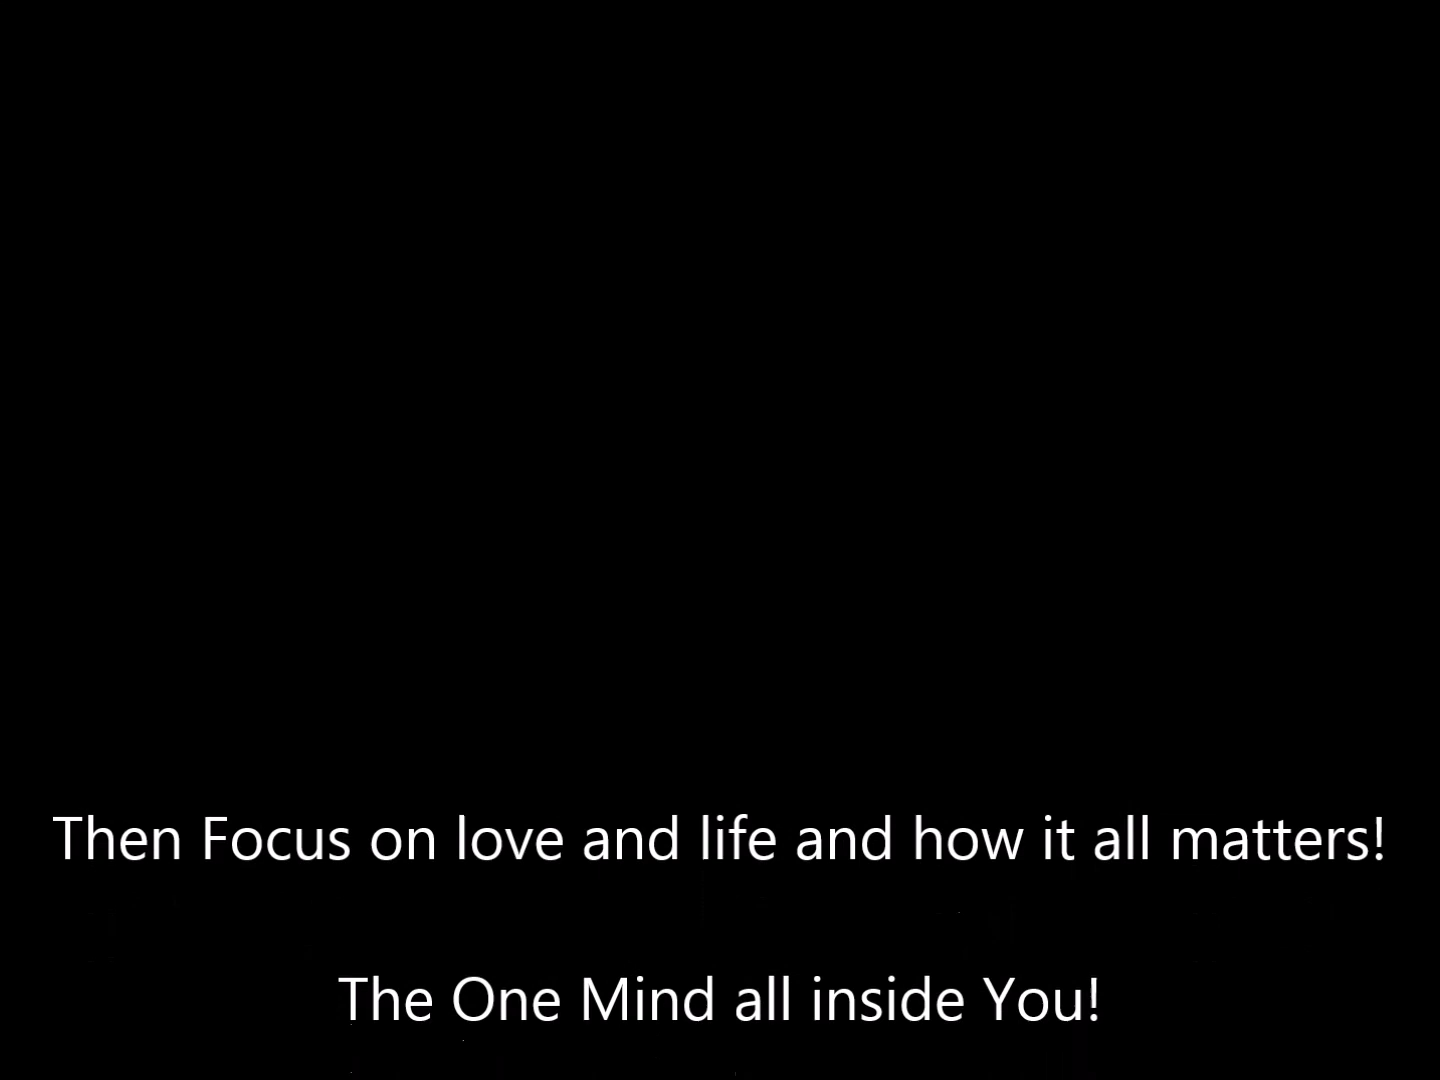 Then Focus on love and life and how it all matters!
The One Mind all inside You!